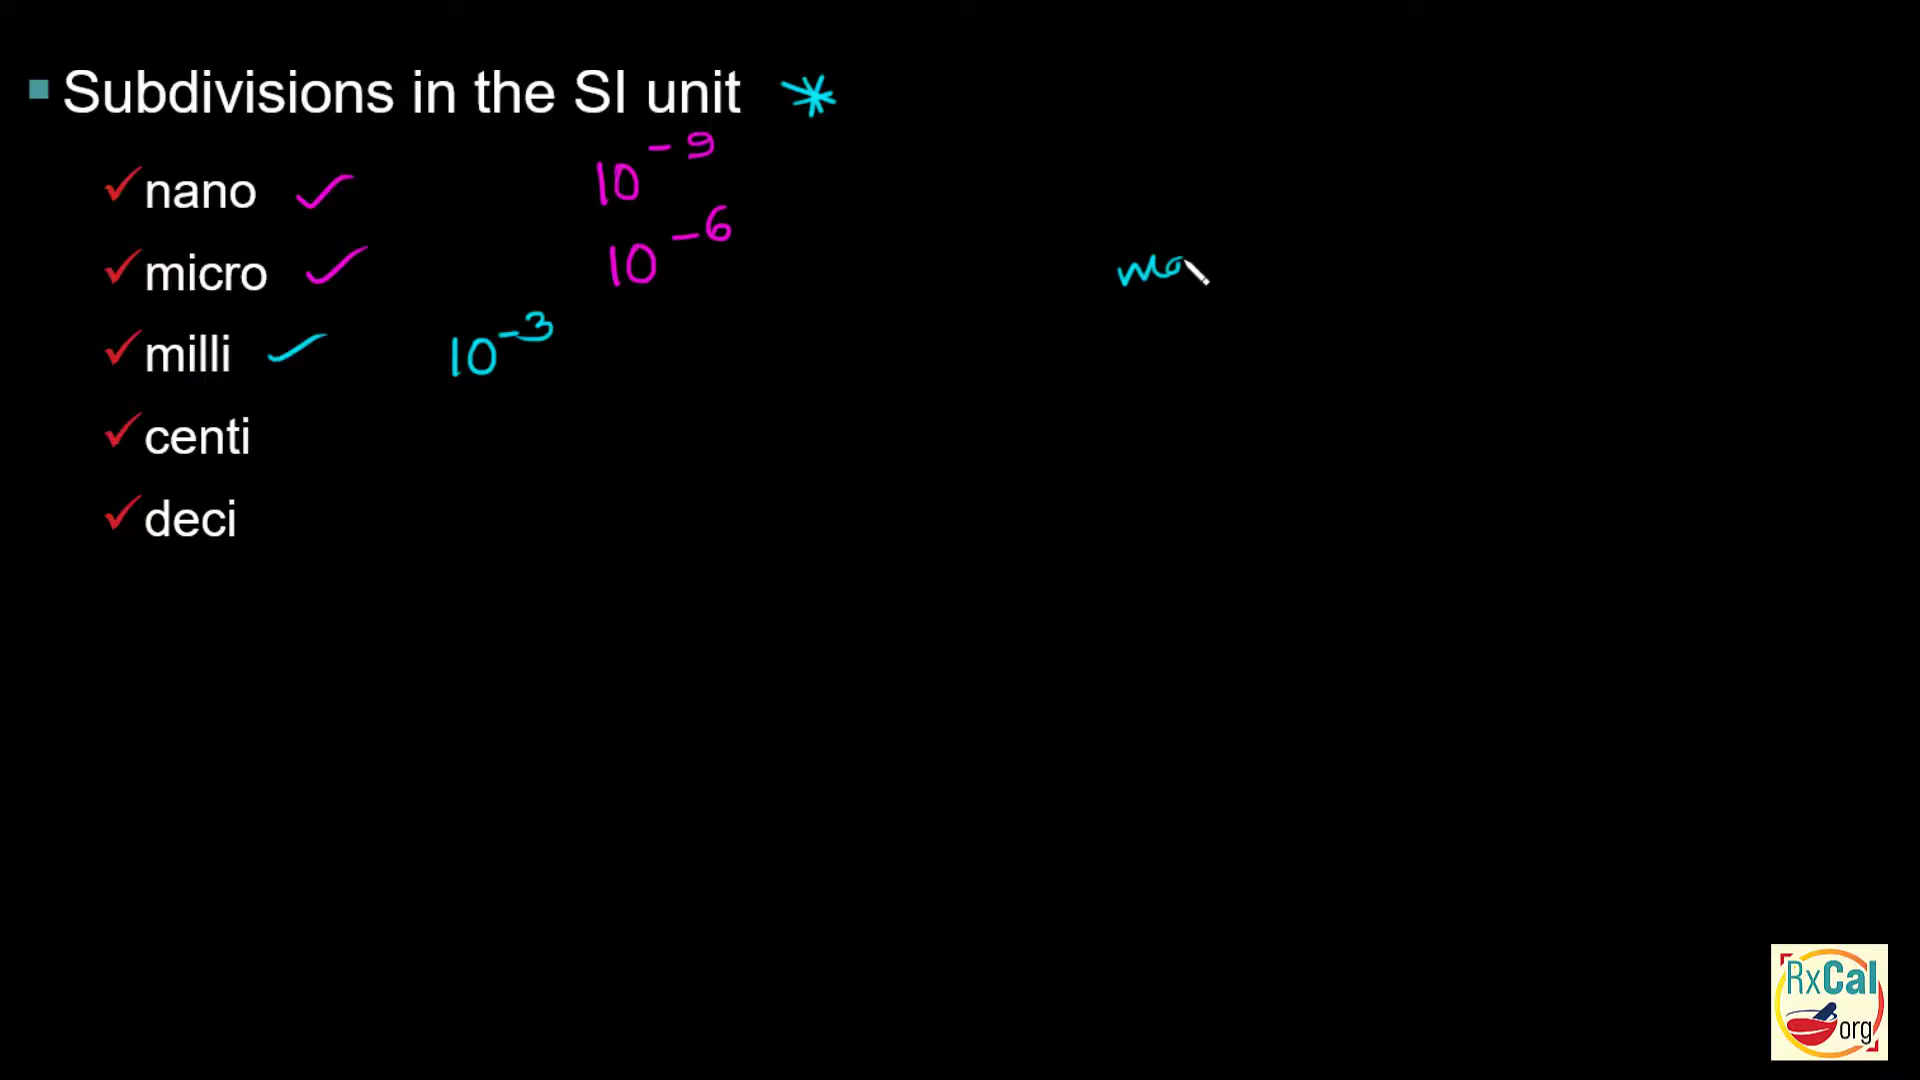 Subdivisions in the SI unit *
nano 10^-9
micro 10^-6
milli 10^-3
centi
deci
RxCal
org